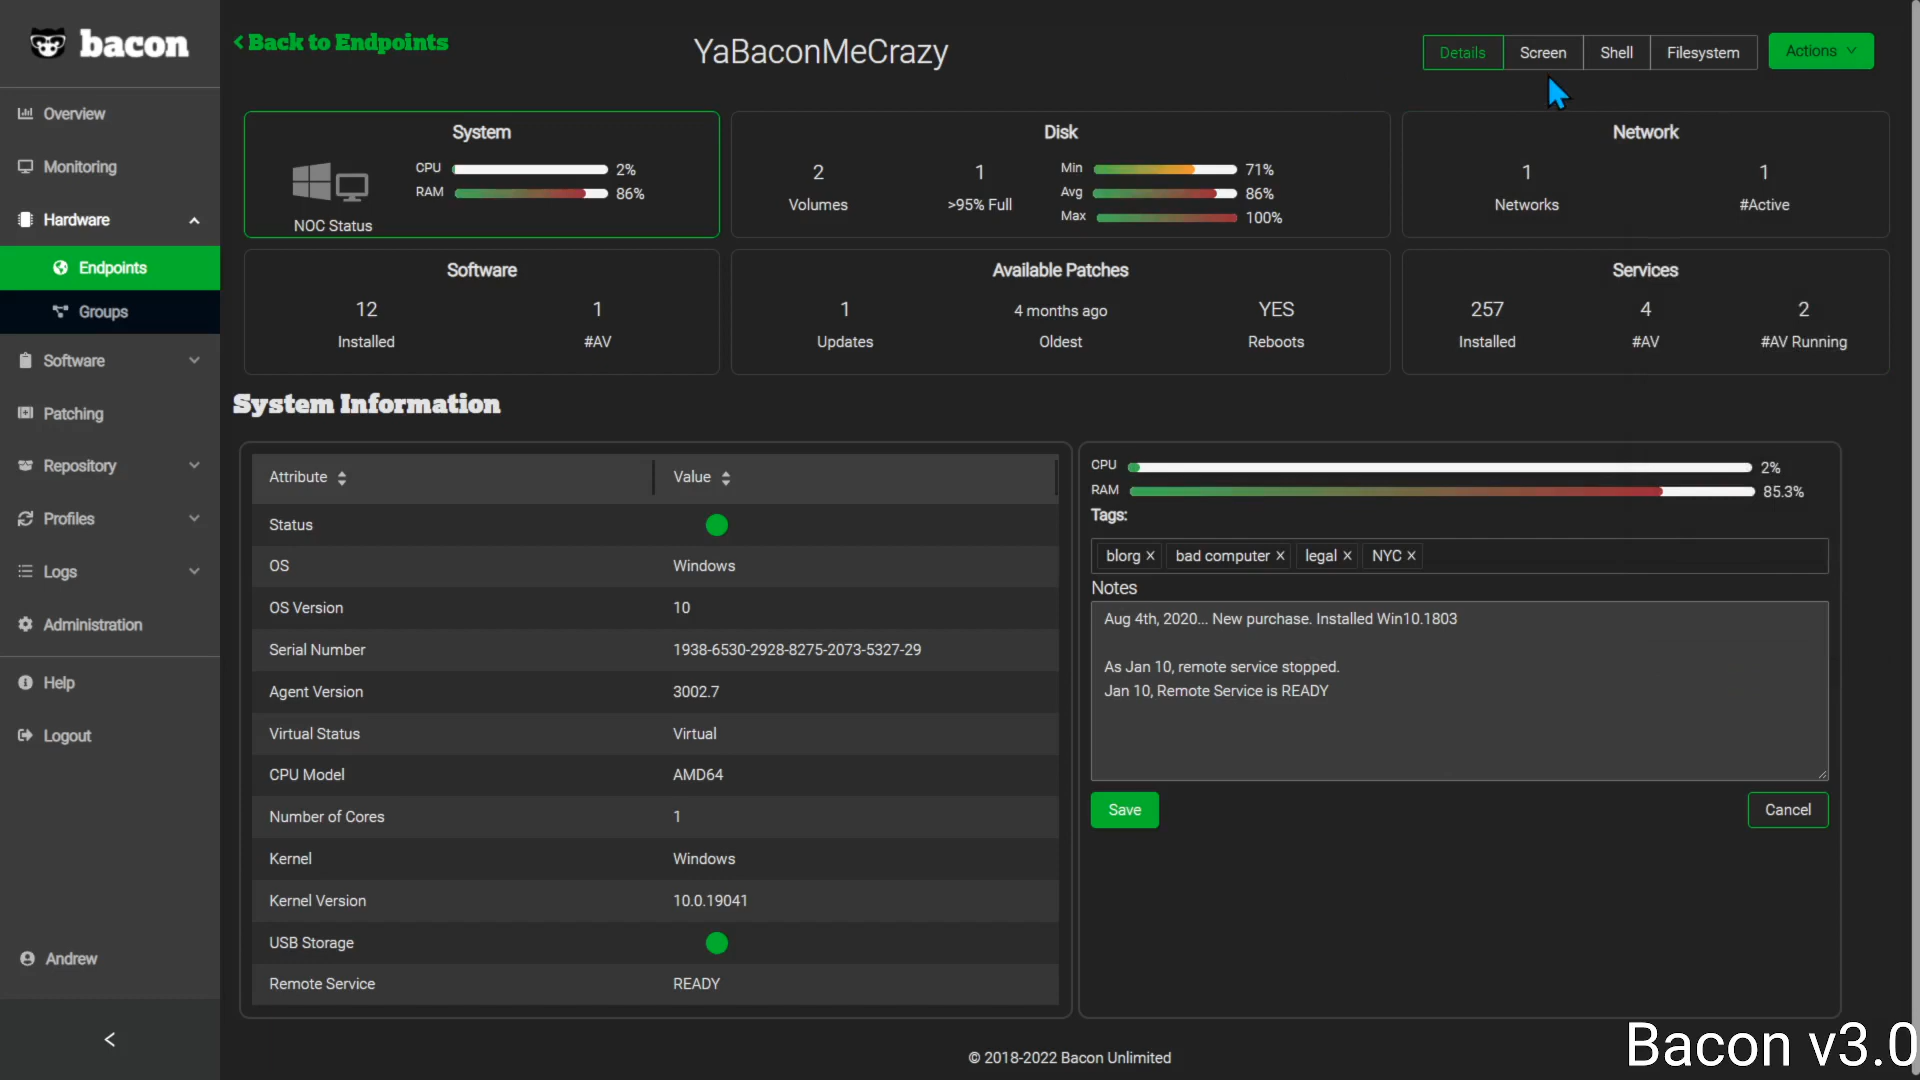 bacon
Back to Endpoints
YaBaconMeCrazy
Details Screen Shell Filesystem Actions
Overview
Monitoring
Hardware
Endpoints
Groups
Software
Patching
Repository
Profiles
Logs
Administration
Help
Logout
Andrew
System
CPU 2%
RAM 86%
NOC Status
Disk
2 1
Volumes >95% Full
Min 71%
Avg 86%
Max 100%
Network
1 1
Networks #Active
Software
12 1
Installed #AV
Available Patches
1 4 months ago YES
Updates Oldest Reboots
Services
257 4 2
Installed #AV #AV Running
System Information
Attribute Value
Status
OS Windows
OS Version 10
Serial Number 1938-6530-2928-8275-2073-5327-29
Agent Version 3002.7
Virtual Status Virtual
CPU Model AMD64
Number of Cores 1
Kernel Windows
Kernel Version 10.0.19041
USB Storage
Remote Service READY
CPU 2%
RAM 85.3%
Tags:
blorg × bad computer × legal × NYC ×
Notes
Aug 4th, 2020... New purchase. Installed Win10.1803
As Jan 10, remote service stopped.
Jan 10, Remote Service is READY
Save Cancel
© 2018-2022 Bacon Unlimited
Bacon v3.0